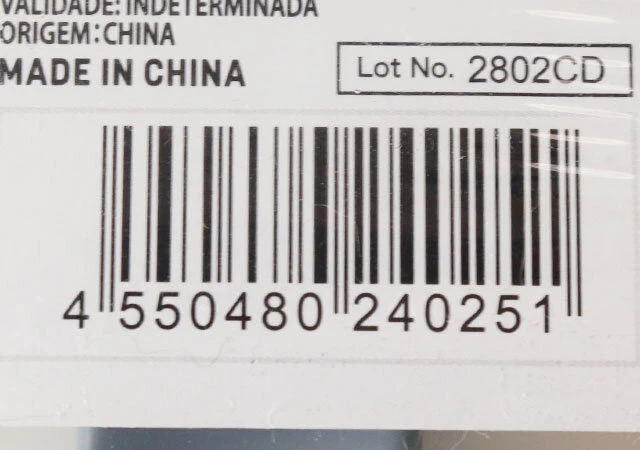 VALIDADE: INDETERMINADA
ORIGEM: CHINA
MADE IN CHINA
Lot No. 2802CD
4 550480 240251